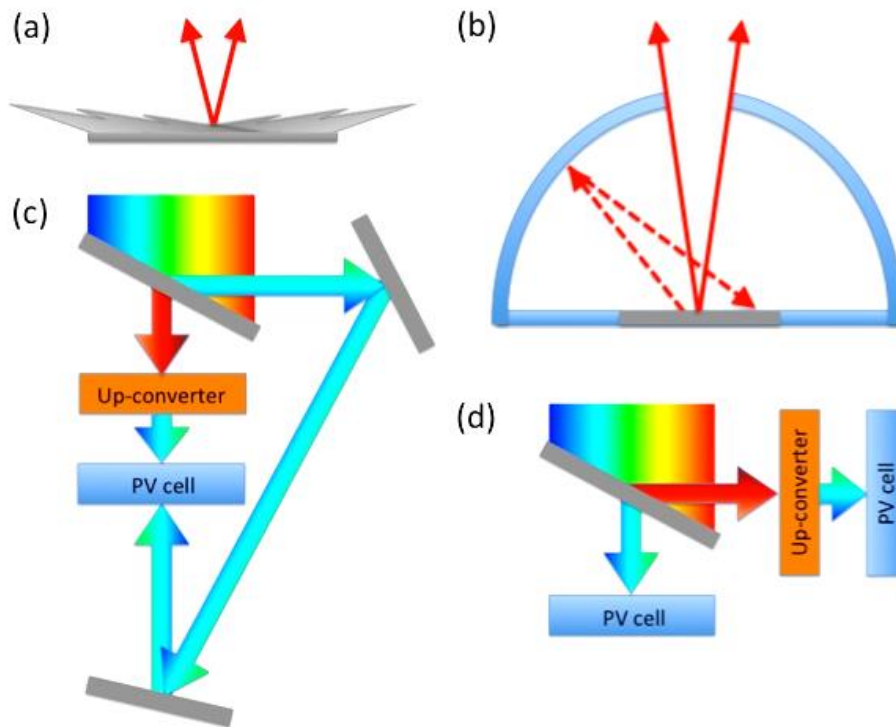 (a)
(b)
(c)
Up-converter
PV cell
(d)
Up-converter
PV cell
PV cell